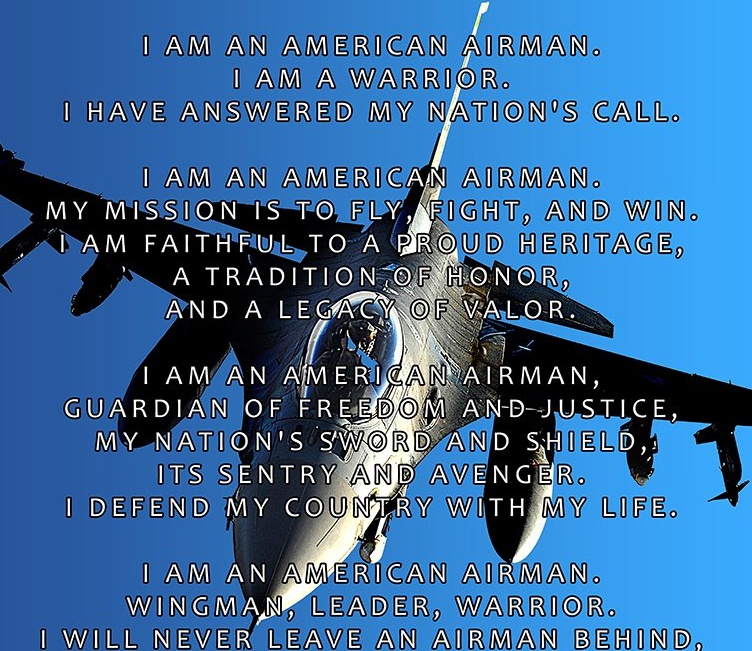 I AM AN AMERICAN AIRMAN.
I AM A WARRIOR.
I HAVE ANSWERED MY NATION'S CALL.
I AM AN AMERICAN AIRMAN.
MY MISSION IS TO FLY, FIGHT, AND WIN.
I AM FAITHFUL TO A PROUD HERITAGE,
A TRADITION OF HONOR,
AND A LEGACY OF VALOR.
I AM AN AMERICAN AIRMAN,
GUARDIAN OF FREEDOM AND JUSTICE,
MY NATION'S SWORD AND SHIELD,
ITS SENTRY AND AVENGER.
I DEFEND MY COUNTRY WITH MY LIFE.
I AM AN AMERICAN AIRMAN.
WINGMAN, LEADER, WARRIOR.
I WILL NEVER LEAVE AN AIRMAN BEHIND,